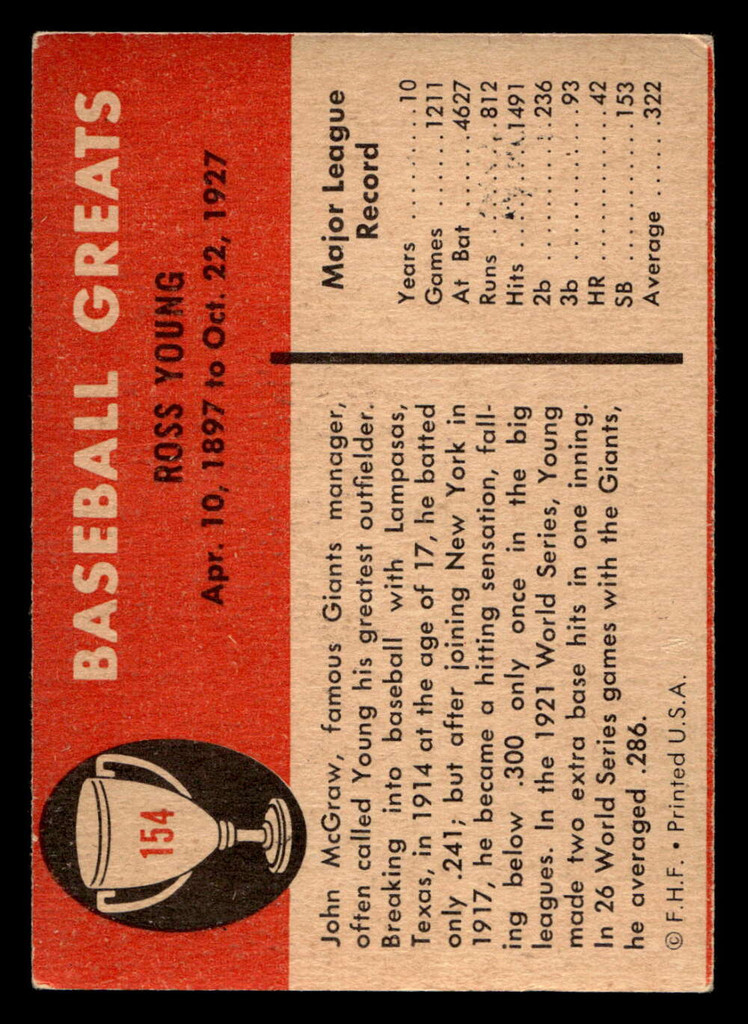 154
BASEBALL GREATS
ROSS YOUNG
Apr. 10, 1897 to Oct. 22, 1927
John McGraw, famous Giants manager,
often called Young his greatest outfielder.
Breaking into baseball with Lampasas,
Texas, in 1914 at the age of 17, he batted
only .241; but after joining New York in
1917, he became a hitting sensation, fall-
ing below .300 only once in the big
leagues. In the 1921 World Series, Young
made two extra base hits in one inning.
In 26 World Series games with the Giants,
he averaged .286.
© F.H.F. • Printed U.S.A.
Major League
Record
Years . . . . . . . . . . 10
Games . . . . . . . 1211
At Bat . . . . . . . 4627
Runs . . . . . . . . . 812
Hits . . . . . . . . . 1491
2b . . . . . . . . . . . 236
3b . . . . . . . . . . . . 93
HR . . . . . . . . . . . . 42
SB . . . . . . . . . . . 153
Average . . . . . . .322